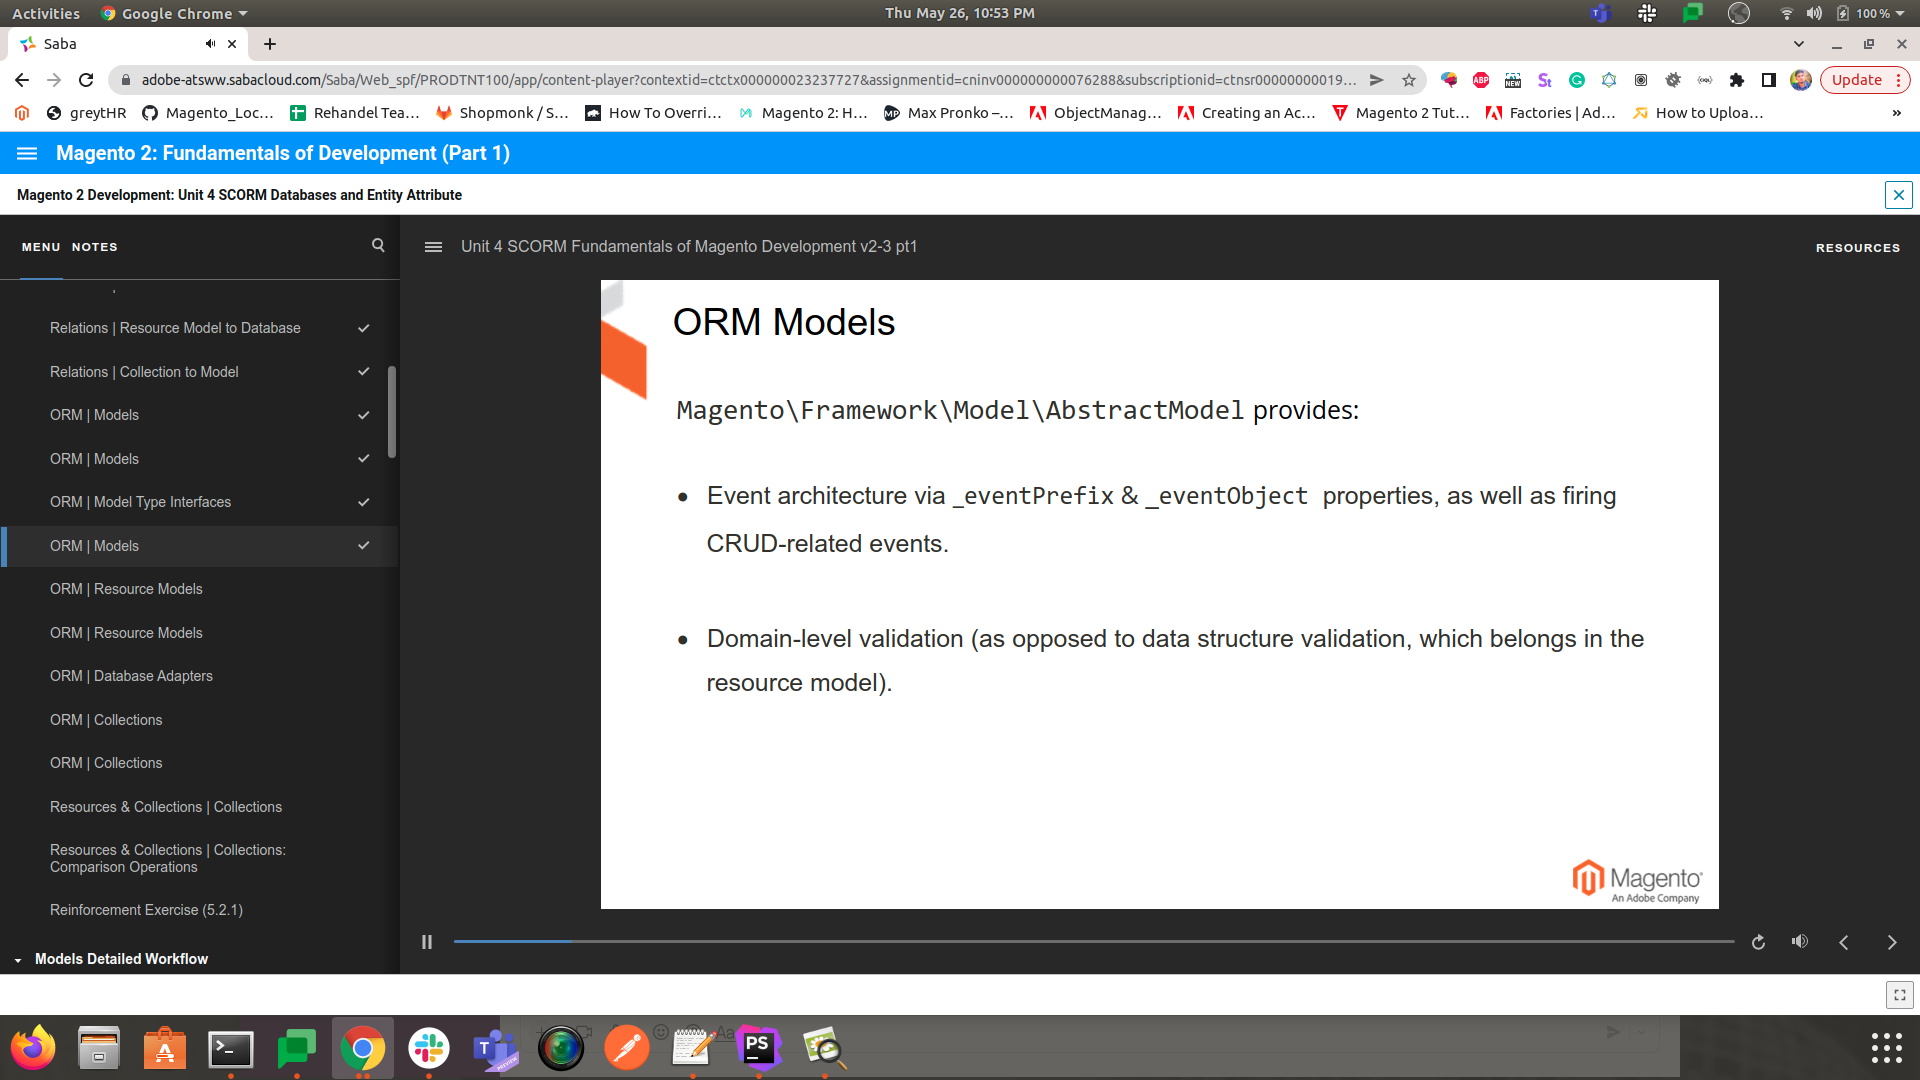 Activities
Google Chrome
Thu May 26, 10:53 PM
100 %
Saba
adobe-atsww.sabacloud.com/Saba/Web_spf/PRODTNT100/app/content-player?contextid=ctctx000000023237727&assignmentid=cninv000000000076288&subscriptionid=ctnsr00000000019...
ABP
NEW
St
Update
greytHR
Magento_Loc...
Rehandel Tea...
Shopmonk / S...
How To Overri...
Magento 2: H...
Max Pronko –...
ObjectManag...
Creating an Ac...
Magento 2 Tut...
Factories | Ad...
How to Uploa...
»
Magento 2: Fundamentals of Development (Part 1)
Magento 2 Development: Unit 4 SCORM Databases and Entity Attribute
MENU
NOTES
Unit 4 SCORM Fundamentals of Magento Development v2-3 pt1
RESOURCES
Relations | Resource Model to Database
Relations | Collection to Model
ORM | Models
ORM | Models
ORM | Model Type Interfaces
ORM | Models
ORM | Resource Models
ORM | Resource Models
ORM | Database Adapters
ORM | Collections
ORM | Collections
Resources & Collections | Collections
Resources & Collections | Collections:
Comparison Operations
Reinforcement Exercise (5.2.1)
Models Detailed Workflow
ORM Models
Magento\Framework\Model\AbstractModel provides:
• Event architecture via _eventPrefix & _eventObject properties, as well as firing
CRUD-related events.
• Domain-level validation (as opposed to data structure validation, which belongs in the
resource model).
Magento
An Adobe Company
PS